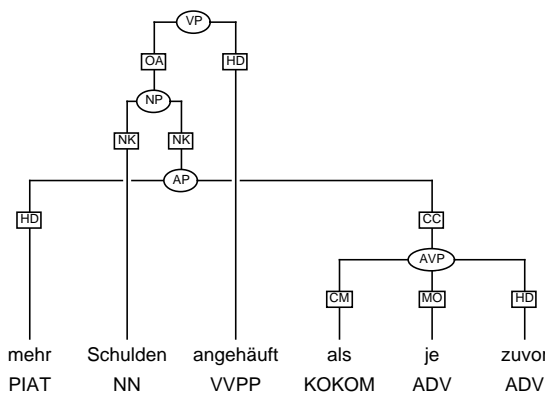 VP
OA HD
NP
NK NK
AP
HD CC
AVP
CM MO HD
mehr Schulden angehäuft als je zuvor
PIAT NN VVPP KOKOM ADV ADV